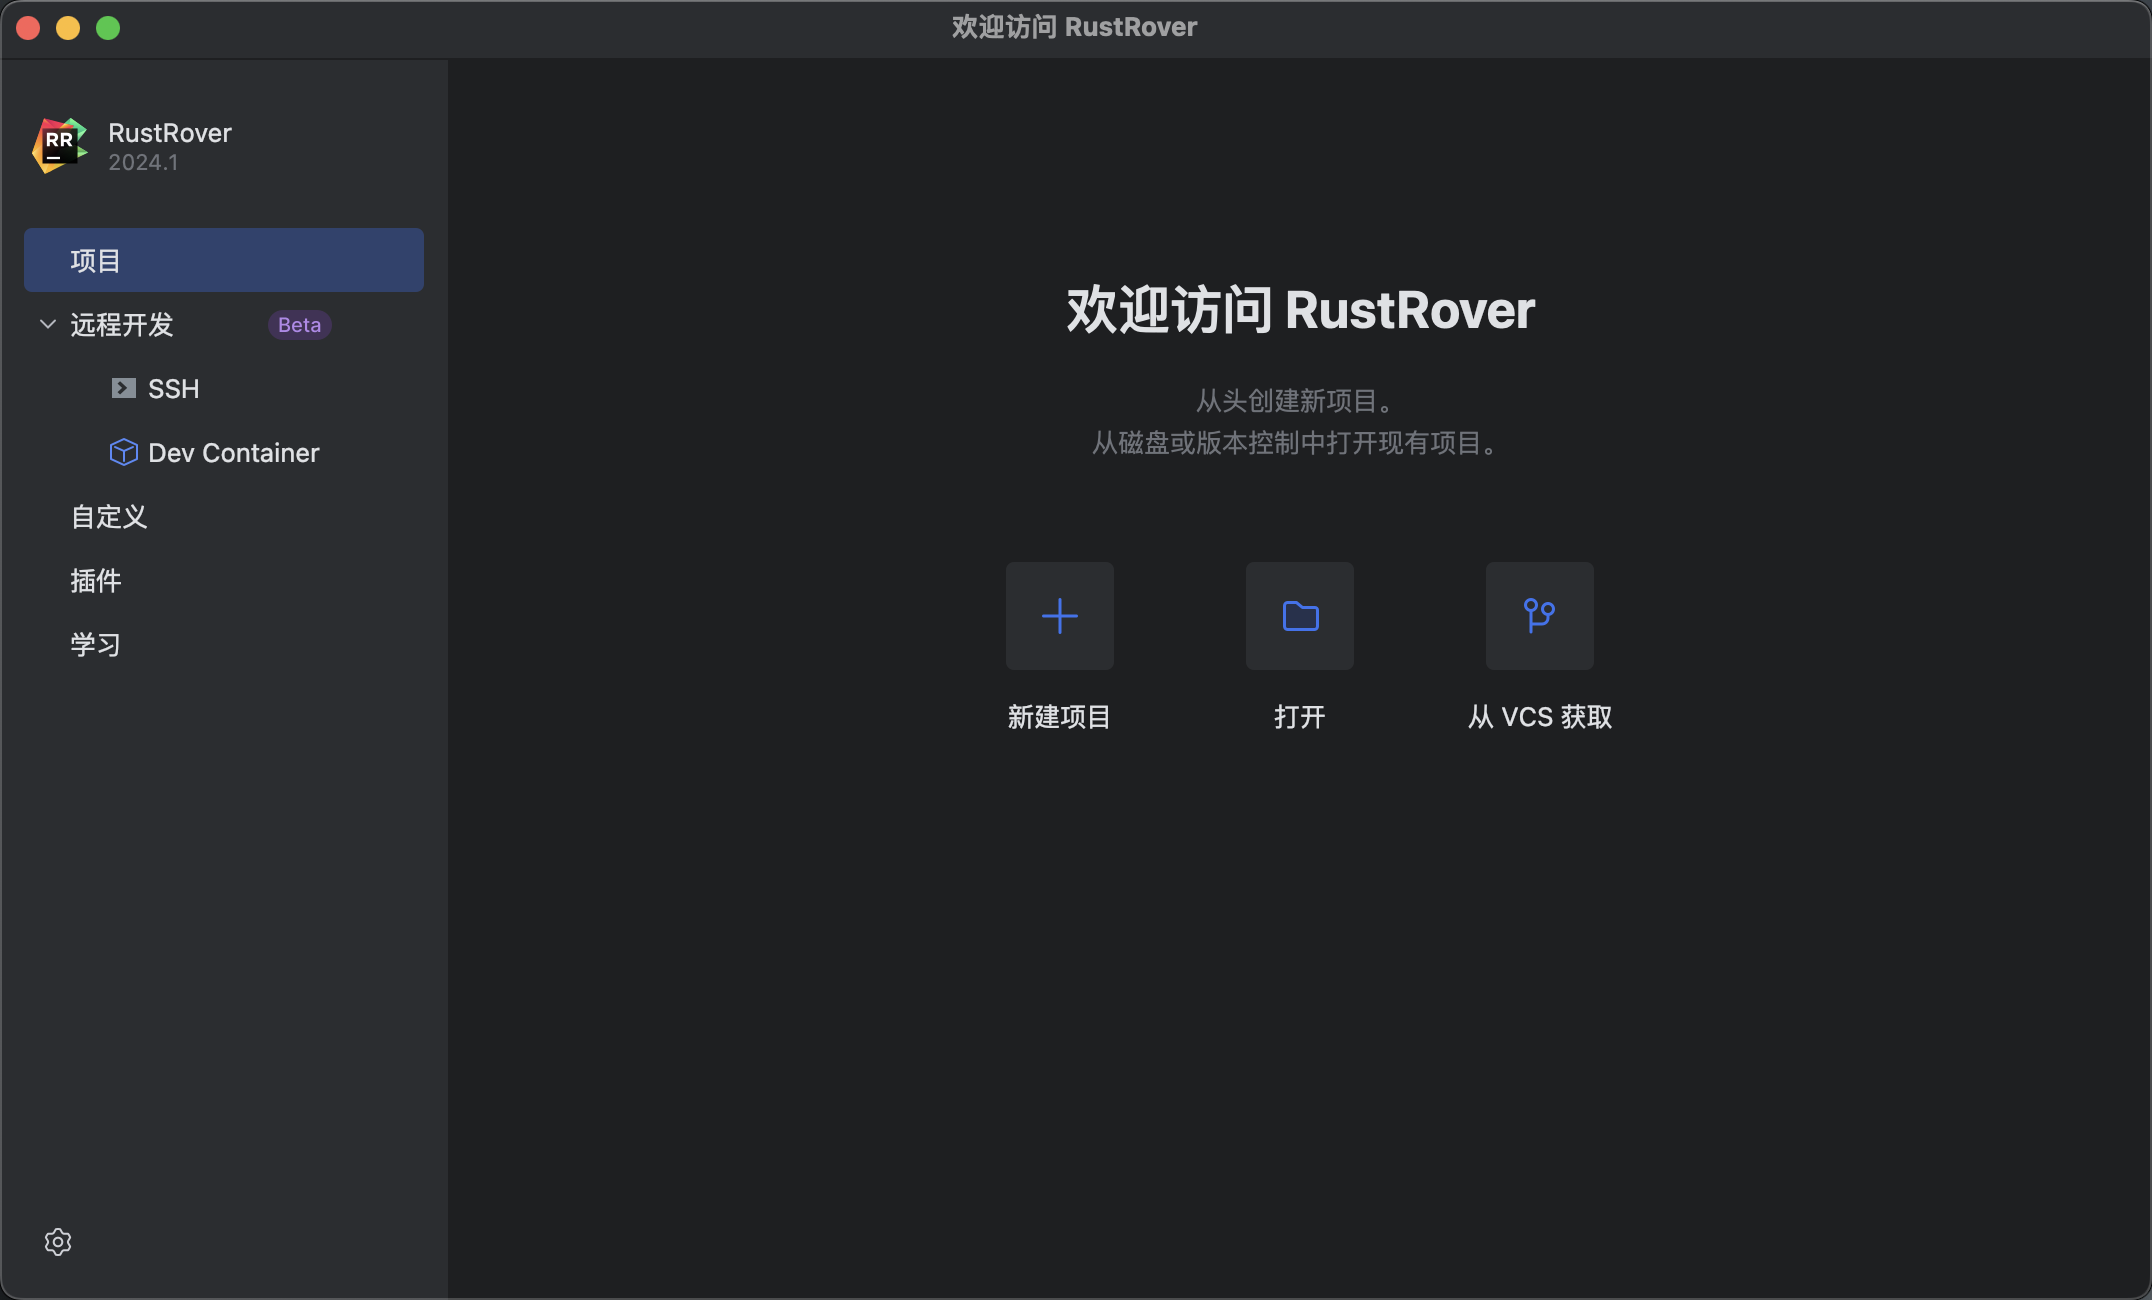 欢迎访问 RustRover
RR
RustRover
2024.1
项目
远程开发 Beta
SSH
Dev Container
自定义
插件
学习
欢迎访问 RustRover
从头创建新项目。
从磁盘或版本控制中打开现有项目。
新建项目 打开 从 VCS 获取